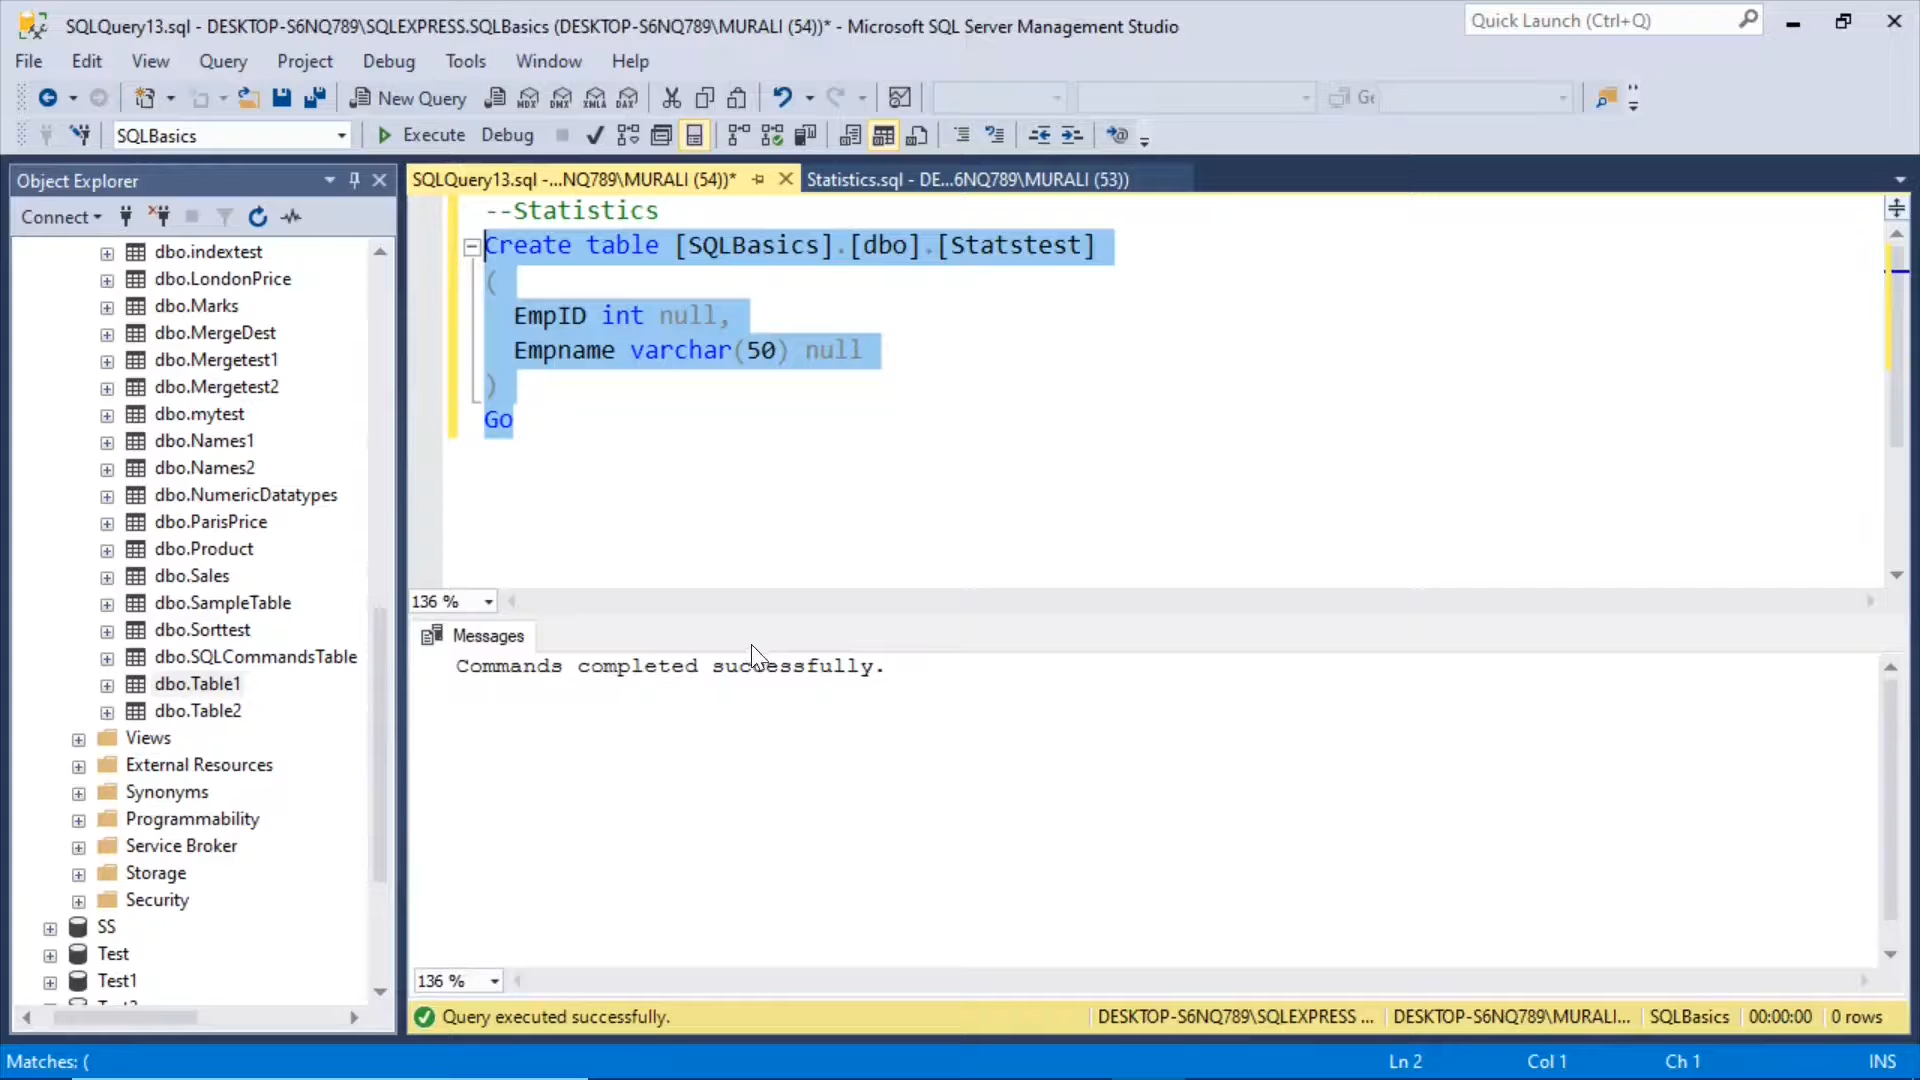 SQLQuery13.sql - DESKTOP-S6NQ789\SQLEXPRESS.SQLBasics (DESKTOP-S6NQ789\MURALI (54))* - Microsoft SQL Server Management Studio
Quick Launch (Ctrl+Q)
File Edit View Query Project Debug Tools Window Help
New Query
MDX DMX XMLA DAX
SQLBasics
Execute Debug
Object Explorer
SQLQuery13.sql -...NQ789\MURALI (54))*
Statistics.sql - DE...6NQ789\MURALI (53))
Connect
dbo.indextest
dbo.LondonPrice
dbo.Marks
dbo.MergeDest
dbo.Mergetest1
dbo.Mergetest2
dbo.mytest
dbo.Names1
dbo.Names2
dbo.NumericDatatypes
dbo.ParisPrice
dbo.Product
dbo.Sales
dbo.SampleTable
dbo.Sorttest
dbo.SQLCommandsTable
dbo.Table1
dbo.Table2
Views
External Resources
Synonyms
Programmability
Service Broker
Storage
Security
SS
Test
Test1
--Statistics
Create table [SQLBasics].[dbo].[Statstest]
(
EmpID int null,
Empname varchar(50) null
)
Go
136 %
Messages
Commands completed successfully.
136 %
Query executed successfully.
DESKTOP-S6NQ789\SQLEXPRESS ...
DESKTOP-S6NQ789\MURALI...
SQLBasics
00:00:00
0 rows
Matches: (
Ln 2
Col 1
Ch 1
INS